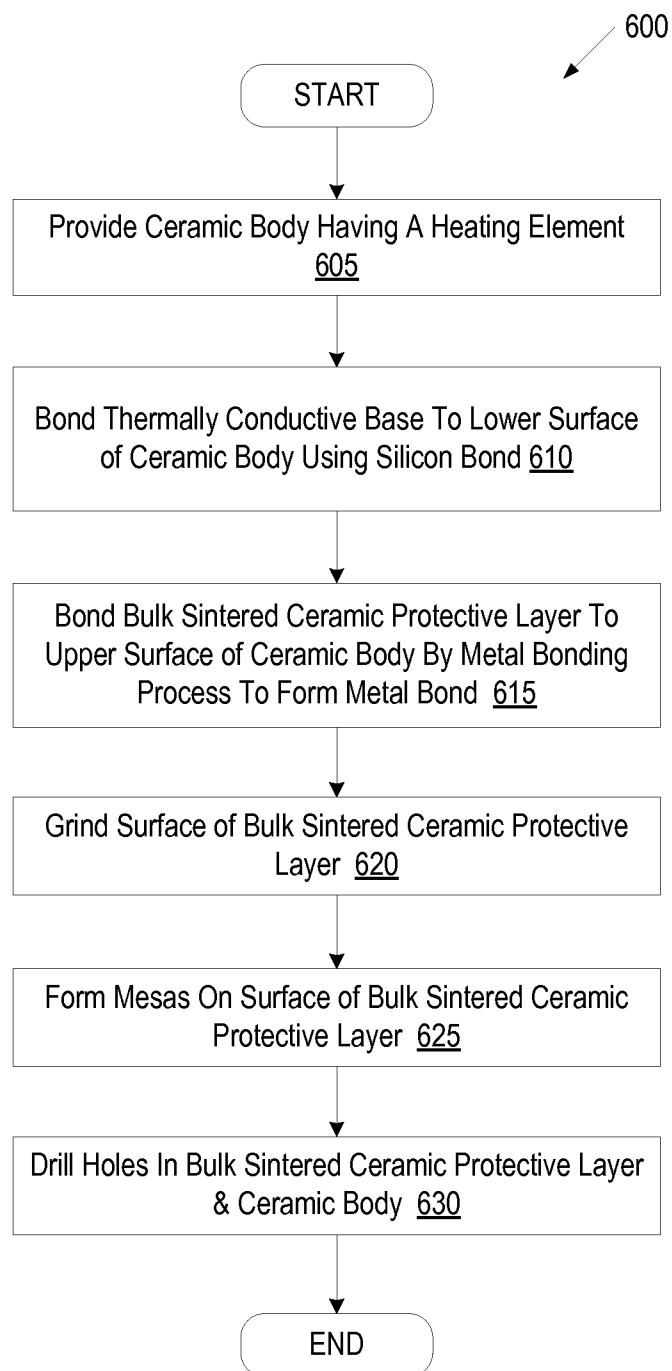 600
START
Provide Ceramic Body Having A Heating Element
605
Bond Thermally Conductive Base To Lower Surface
of Ceramic Body Using Silicon Bond 610
Bond Bulk Sintered Ceramic Protective Layer To
Upper Surface of Ceramic Body By Metal Bonding
Process To Form Metal Bond 615
Grind Surface of Bulk Sintered Ceramic Protective
Layer 620
Form Mesas On Surface of Bulk Sintered Ceramic
Protective Layer 625
Drill Holes In Bulk Sintered Ceramic Protective Layer
& Ceramic Body 630
END